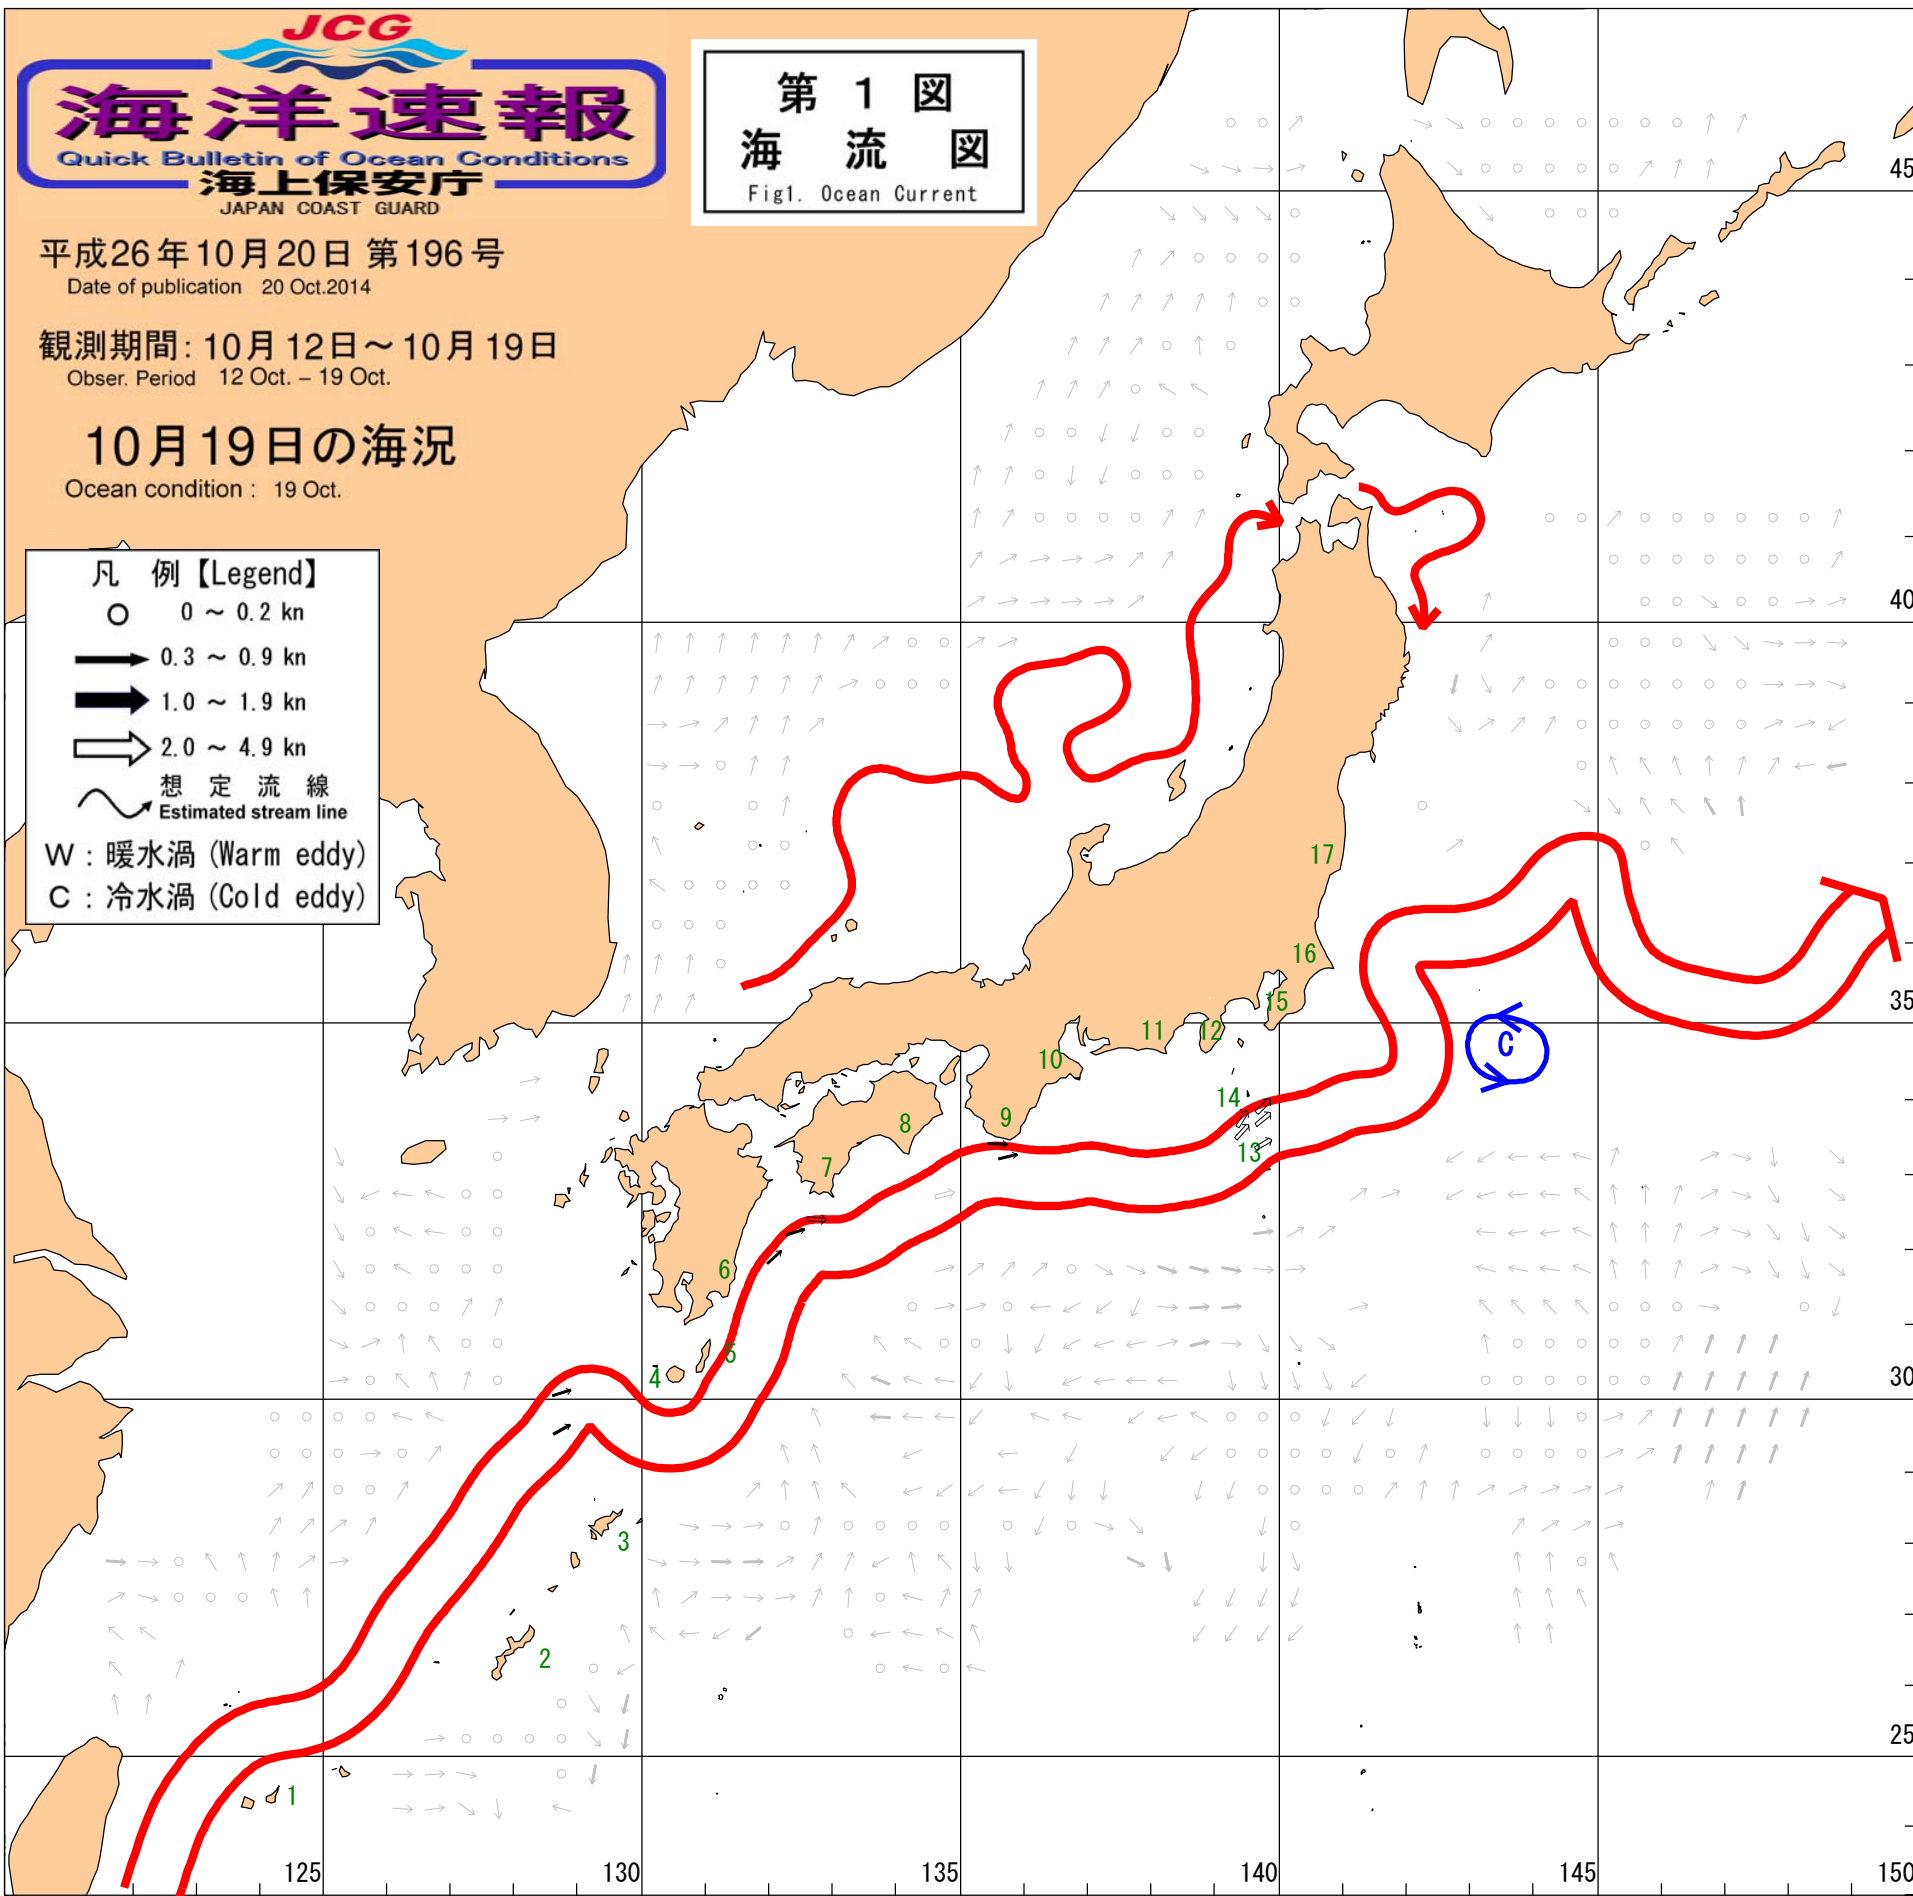 JCG
海洋速報
Quick Bulletin of Ocean Conditions
海上保安庁
JAPAN COAST GUARD
第 1 図
海 流 図
Fig1. Ocean Current
平成26年10月20日 第196号
Date of publication 20 Oct.2014
観測期間: 10月12日～10月19日
Obser. Period 12 Oct. – 19 Oct.
10月19日の海況
Ocean condition : 19 Oct.
凡 例【Legend】
0 ～ 0.2 kn
0.3 ～ 0.9 kn
1.0 ～ 1.9 kn
2.0 ～ 4.9 kn
想 定 流 線
Estimated stream line
W : 暖水渦 (Warm eddy)
C : 冷水渦 (Cold eddy)
45
40
17
16
15
35
11
12
C
10
14
9
8
13
7
6
5
4
30
3
2
25
1
125
130
135
140
145
150